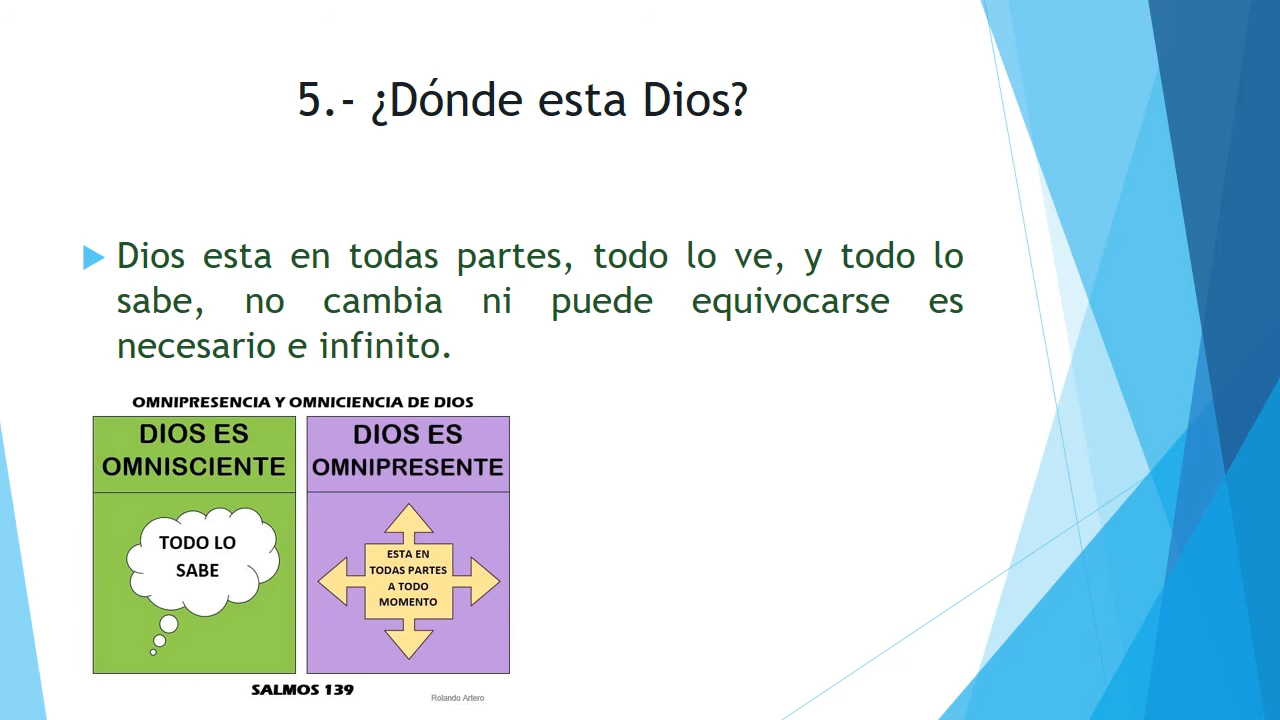 5.- ¿Dónde esta Dios?
Dios esta en todas partes, todo lo ve, y todo lo
sabe, no cambia ni puede equivocarse es
necesario e infinito.
OMNIPRESENCIA Y OMNICIENCIA DE DIOS
DIOS ES
OMNISCIENTE
TODO LO
SABE
DIOS ES
OMNIPRESENTE
ESTA EN
TODAS PARTES
A TODO
MOMENTO
SALMOS 139
Rolando Artero